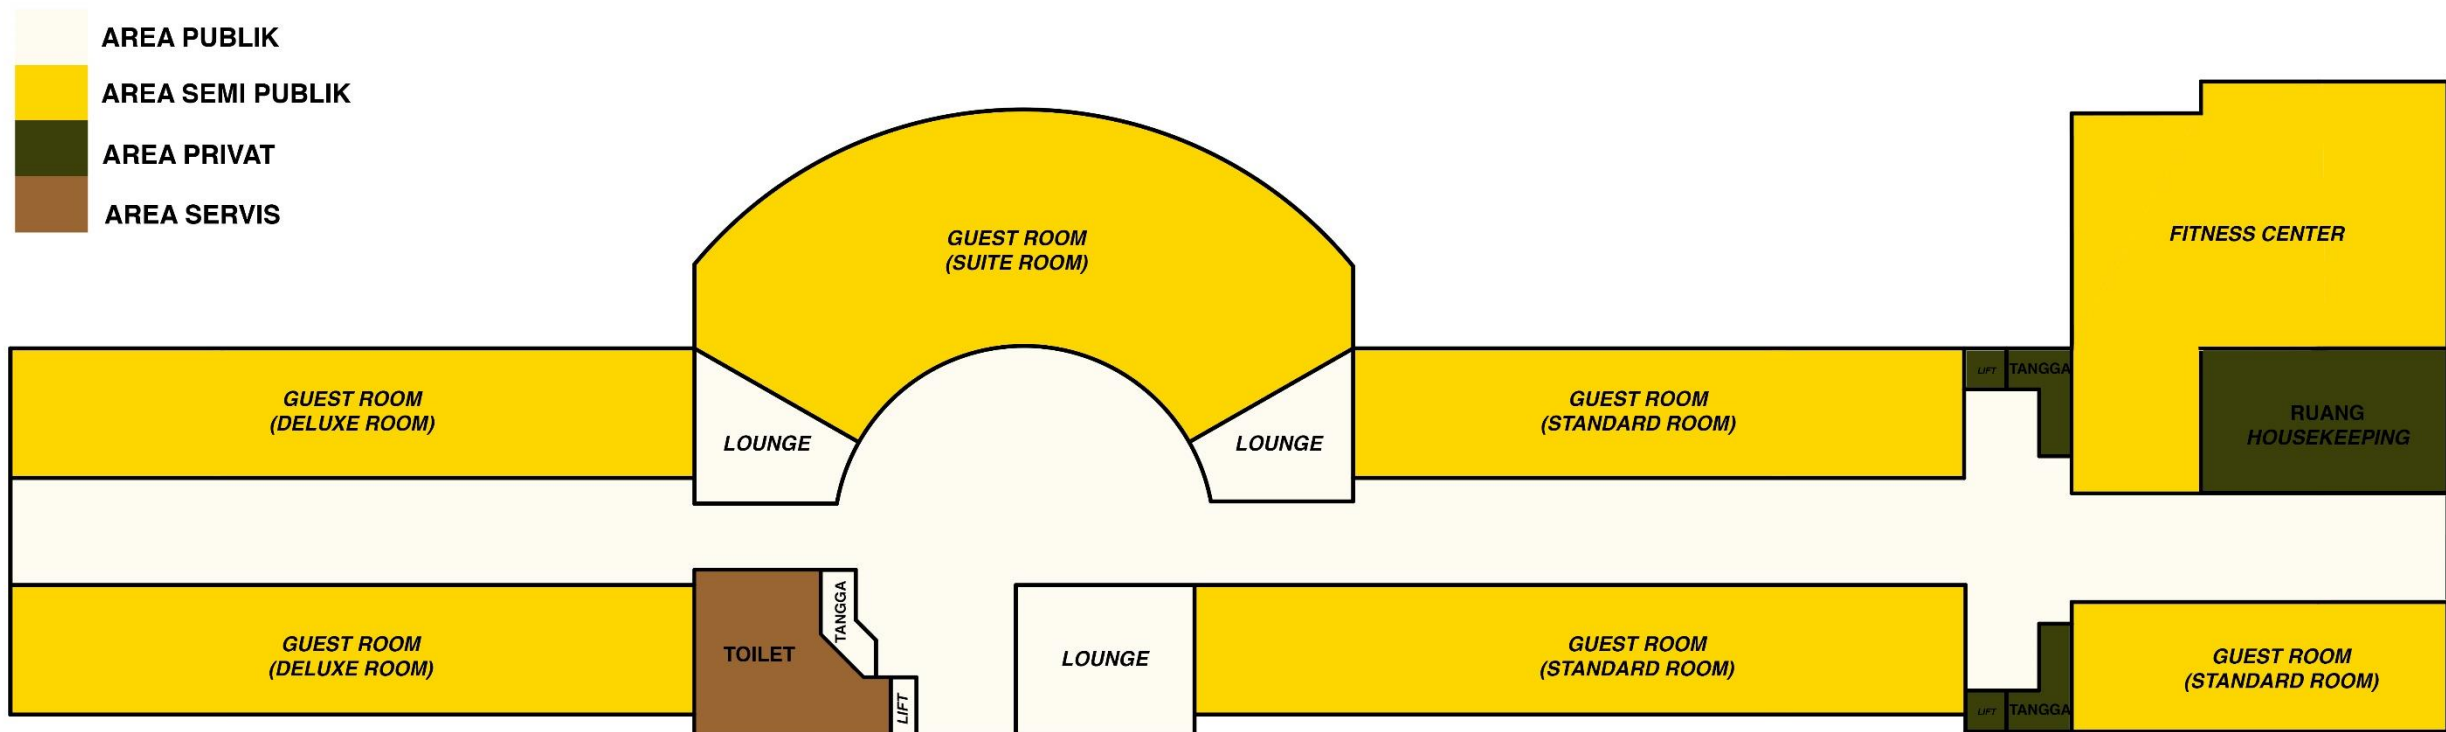 AREA PUBLIK
AREA SEMI PUBLIK
AREA PRIVAT
AREA SERVIS
GUEST ROOM
(SUITE ROOM)
FITNESS CENTER
GUEST ROOM
(DELUXE ROOM)
LOUNGE
LOUNGE
GUEST ROOM
(STANDARD ROOM)
LIFT
TANGGA
RUANG
HOUSEKEEPING
GUEST ROOM
(DELUXE ROOM)
TOILET
TANGGA
LIFT
LOUNGE
GUEST ROOM
(STANDARD ROOM)
LIFT
TANGGA
GUEST ROOM
(STANDARD ROOM)